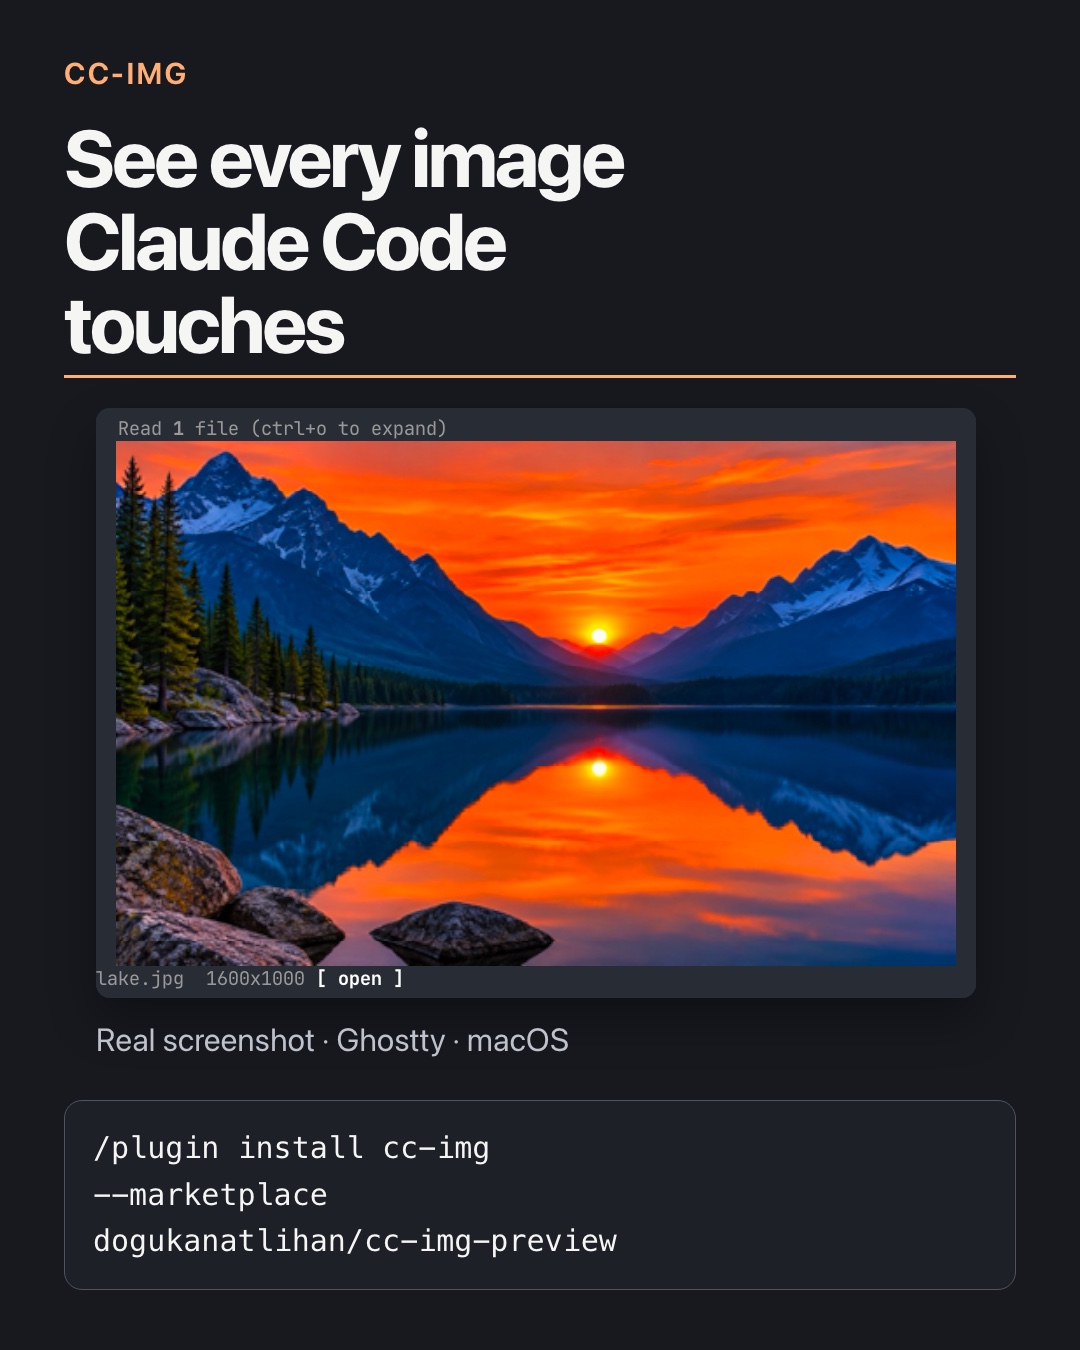 CC-IMG
See every image
Claude Code
touches
Read 1 file (ctrl+o to expand)
lake.jpg  1600x1000 [ open ]
Real screenshot · Ghostty · macOS
/plugin install cc-img
--marketplace
dogukanatlihan/cc-img-preview